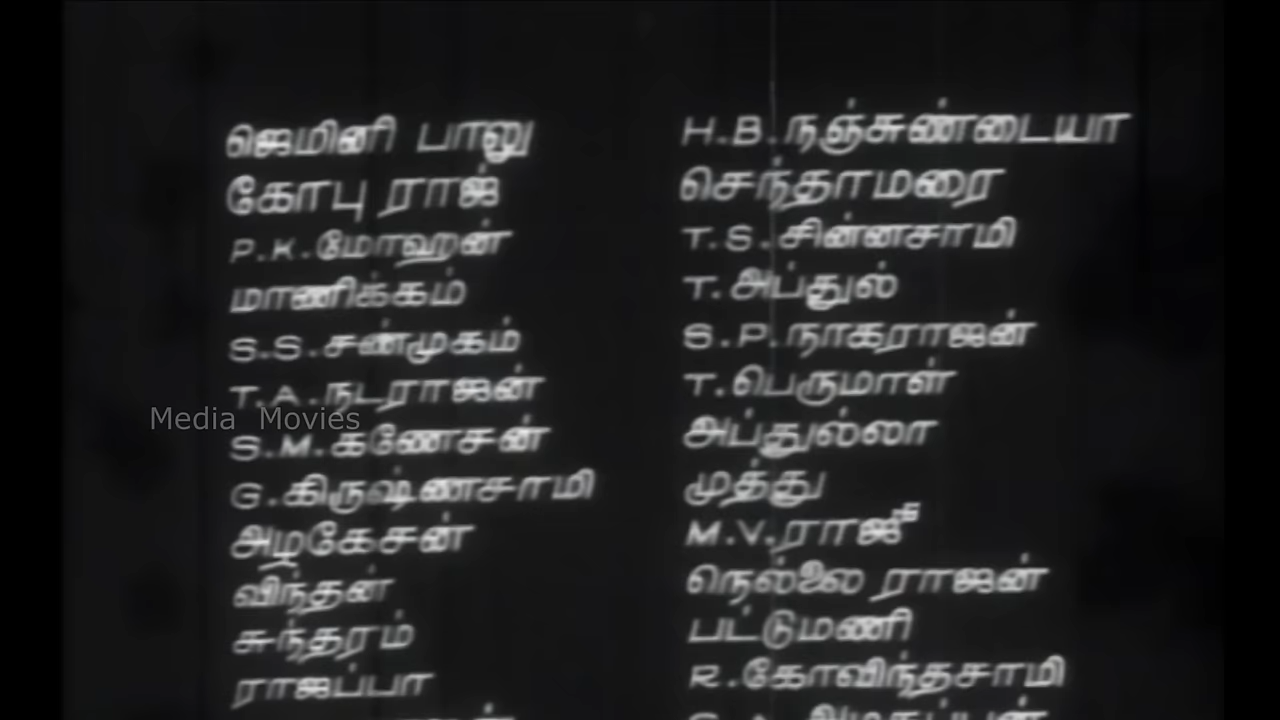 ஜெமினி பாலு
கோபு ராஜ்
P.K.மோஹன்
மாணிக்கம்
S.S.சண்முகம்
T.A.நடராஜன்
S.M.கணேசன்
G.கிருஷ்ணசாமி
அழகேசன்
விந்தன்
சுந்தரம்
ராஜப்பா
H.B.நஞ்சுண்டையா
செந்தாமரை
T.S.சின்னசாமி
T.அப்துல்
S.P.நாகராஜன்
T.பெருமாள்
அப்துல்லா
முத்து
M.V.ராஜூ
நெல்லை ராஜன்
பட்டுமணி
R.கோவிந்தசாமி
Media Movies